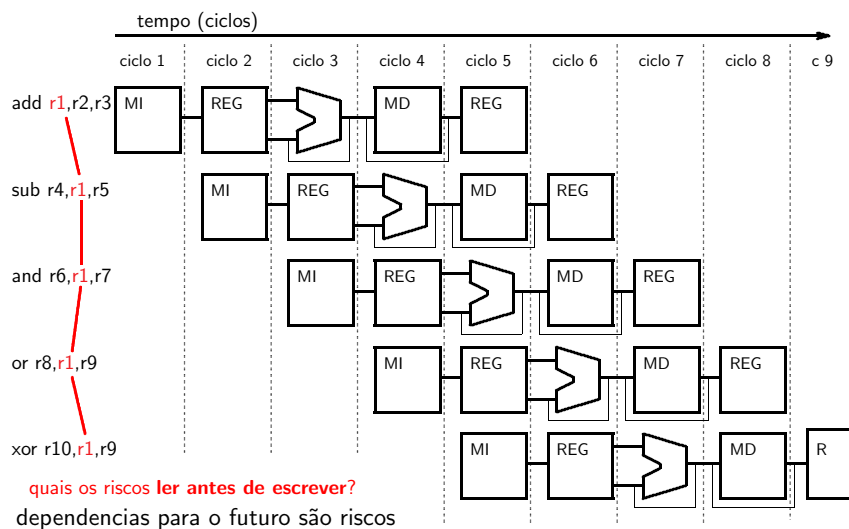 tempo (ciclos)
ciclo 1 ciclo 2 ciclo 3 ciclo 4 ciclo 5 ciclo 6 ciclo 7 ciclo 8 c 9
add r1,r2,r3 MI REG MD REG
sub r4,r1,r5 MI REG MD REG
and r6,r1,r7 MI REG MD REG
or r8,r1,r9 MI REG MD REG
xor r10,r1,r9 MI REG MD R
quais os riscos ler antes de escrever?
dependencias para o futuro são riscos